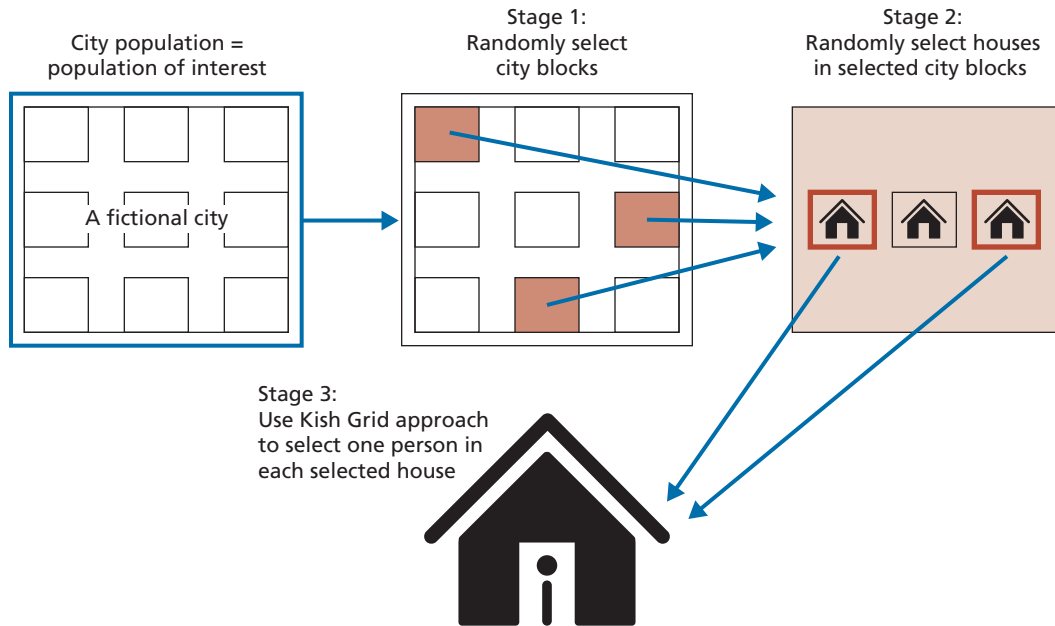 City population =
population of interest
A fictional city
Stage 1:
Randomly select
city blocks
Stage 2:
Randomly select houses
in selected city blocks
Stage 3:
Use Kish Grid approach
to select one person in
each selected house